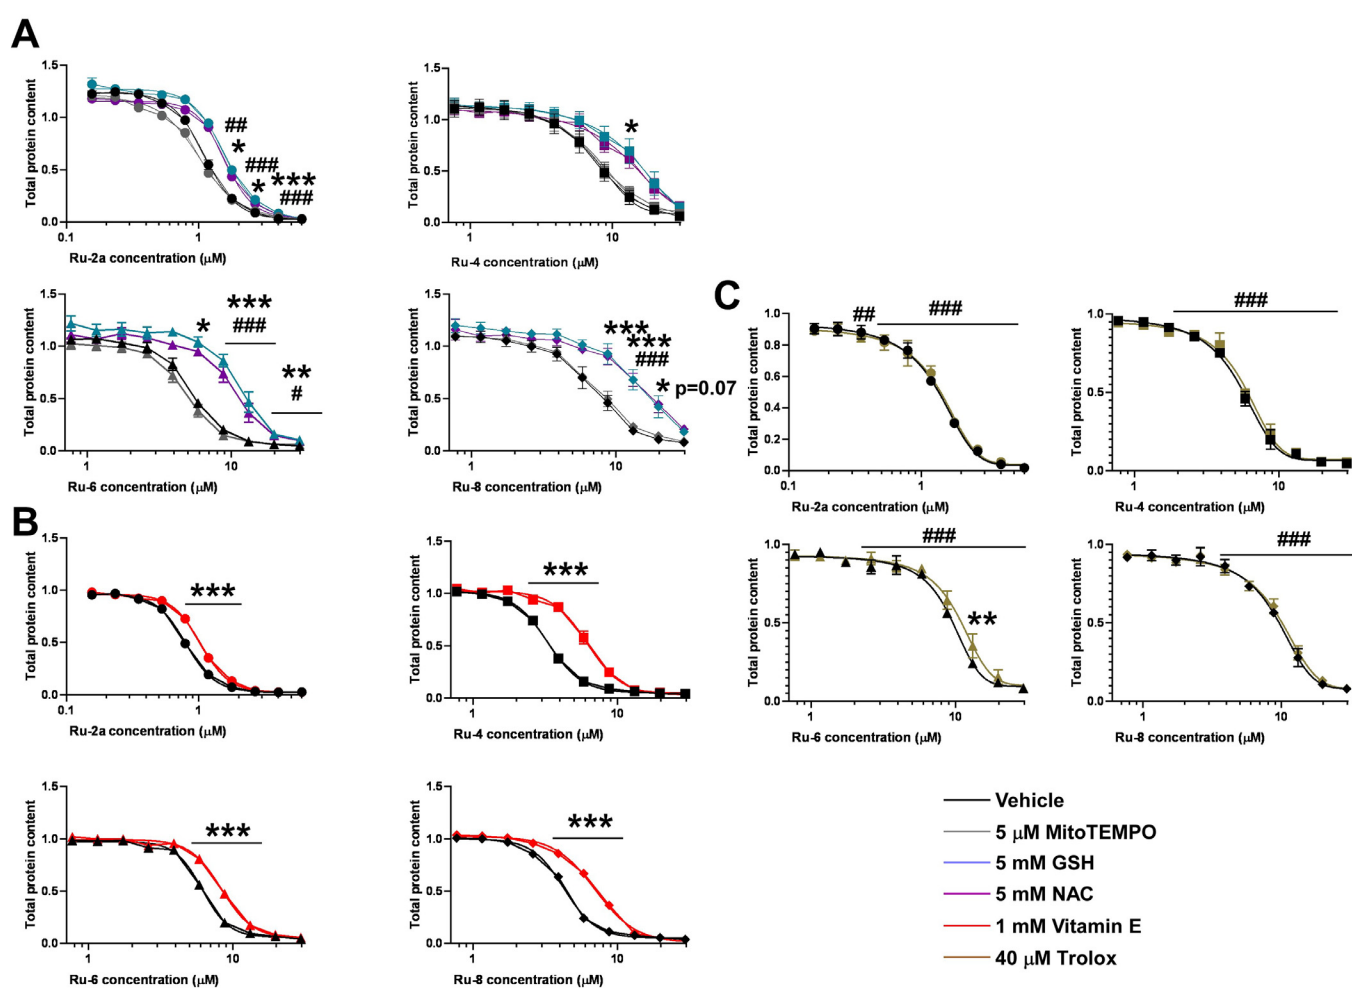 A
Total protein content
1.5
1.0
0.5
0.0
0.1
1
Ru-2a concentration (μM)
##
*
###
*
***
###
Total protein content
1.5
1.0
0.5
0.0
1
10
Ru-4 concentration (μM)
*
Total protein content
1.5
1.0
0.5
0.0
1
10
Ru-6 concentration (μM)
*
***
###
**
#
Total protein content
1.5
1.0
0.5
0.0
1
10
Ru-8 concentration (μM)
***
***
###
* p=0.07
B
Total protein content
1.5
1.0
0.5
0.0
0.1
1
Ru-2a concentration (μM)
***
Total protein content
1.5
1.0
0.5
0.0
1
10
Ru-4 concentration (μM)
***
Total protein content
1.5
1.0
0.5
0.0
1
10
Ru-6 concentration (μM)
***
Total protein content
1.5
1.0
0.5
0.0
1
10
Ru-8 concentration (μM)
***
C
Total protein content
1.0
0.8
0.6
0.4
0.2
0.0
0.1
1
Ru-2a concentration (μM)
##
###
Total protein content
1.0
0.5
0.0
1
10
Ru-4 concentration (μM)
###
Total protein content
1.0
0.5
0.0
1
10
Ru-6 concentration (μM)
###
**
Total protein content
1.0
0.5
0.0
1
10
Ru-8 concentration (μM)
###
Vehicle
5 μM MitoTEMPO
5 mM GSH
5 mM NAC
1 mM Vitamin E
40 μM Trolox